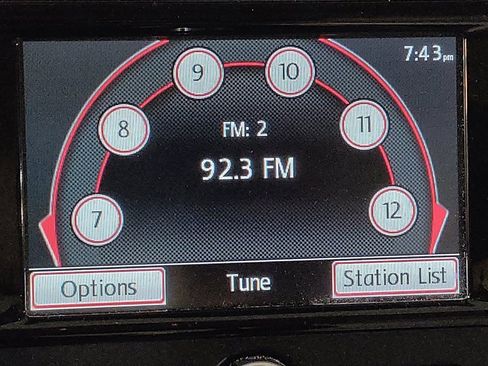 7:43pm
9
10
8
11
FM: 2
92.3 FM
7
12
Options
Tune
Station List